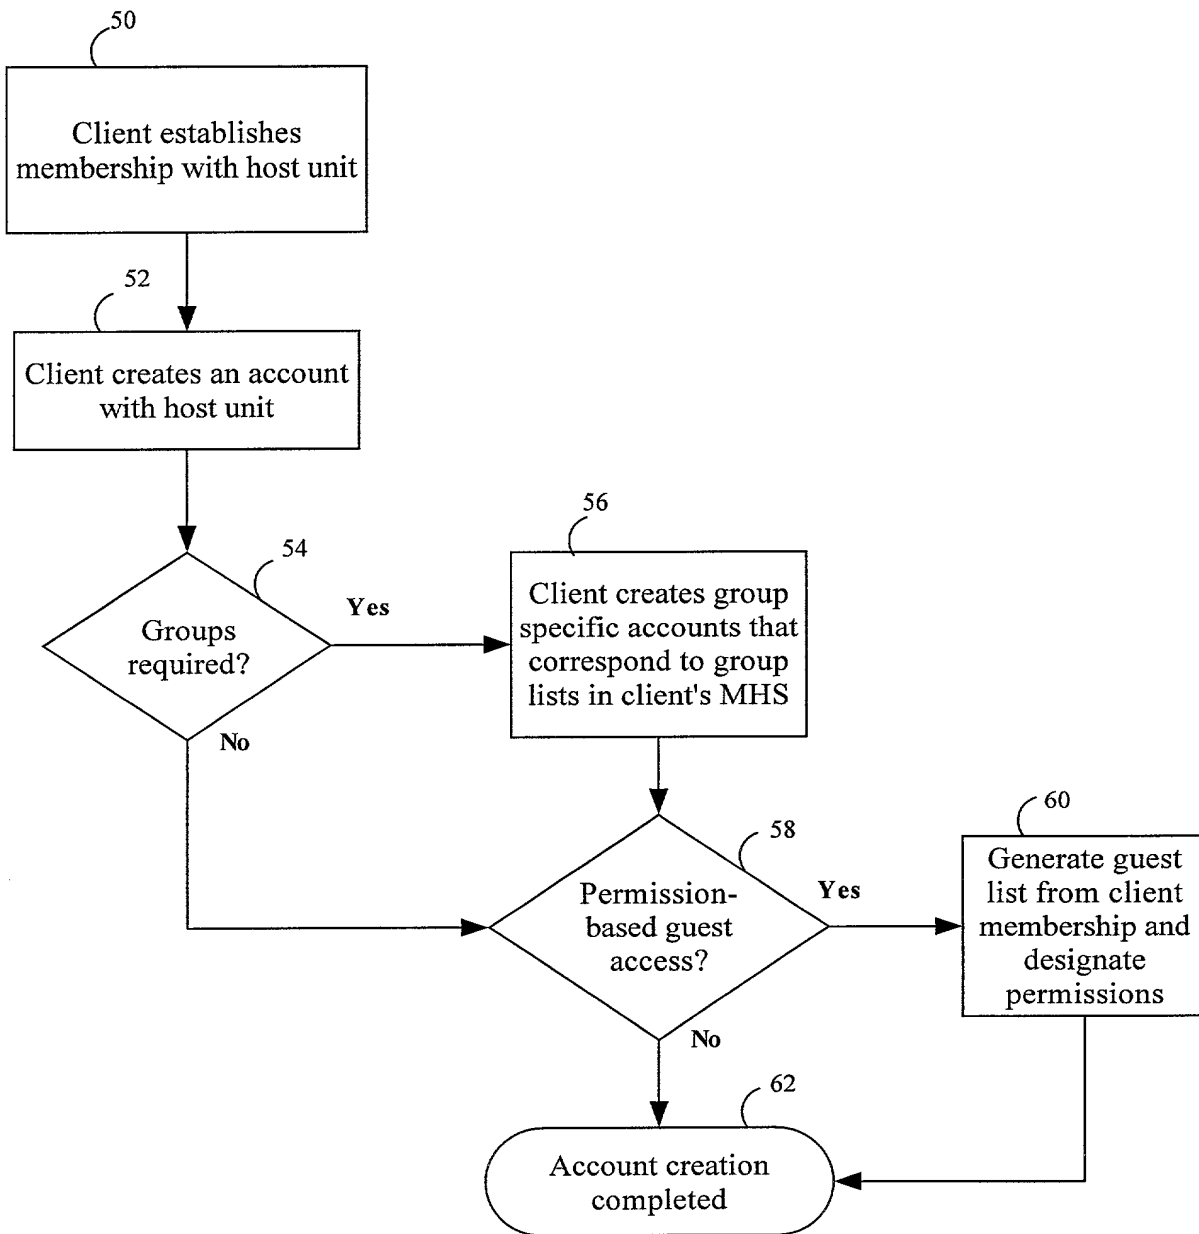 50
Client establishes
membership with host unit
52
Client creates an account
with host unit
54
Groups
required?
Yes
No
56
Client creates group
specific accounts that
correspond to group
lists in client's MHS
58
Permission-
based guest
access?
Yes
No
60
Generate guest
list from client
membership and
designate
permissions
62
Account creation
completed